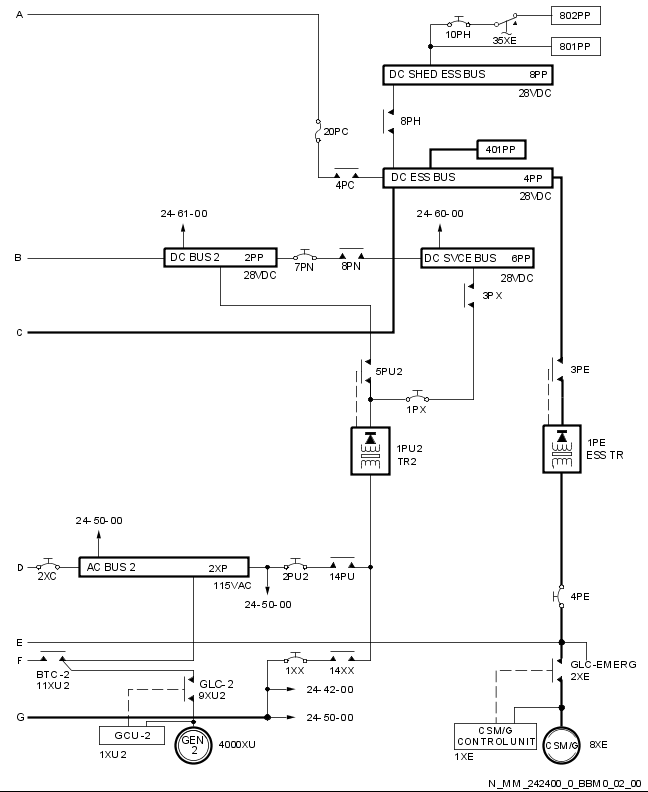 A
10PH
35XE
802PP
801PP
DC SHED ESS BUS 8PP
28VDC
20PC
8PH
401PP
4PC
DC ESS BUS 4PP
28VDC
24-61-00
24-60-00
B
DC BUS 2 2PP
28VDC
7PN
8PN
DC SVCE BUS 6PP
28VDC
3PX
C
5PU2
3PE
1PX
1PU2
TR2
1PE
ESS TR
24-50-00
D
2XC
AC BUS 2 2XP
115VAC
2PU2
14PU
24-50-00
4PE
E
F
BTC-2
11XU2
GLC-2
9XU2
1XX
14XX
GLC-EMERG
2XE
24-42-00
G
24-50-00
GCU-2
1XU2
GEN
2
4000XU
CSM/G
CONTROL UNIT
1XE
CSM/G
8XE
N_MM_242400_0_BBM0_02_00